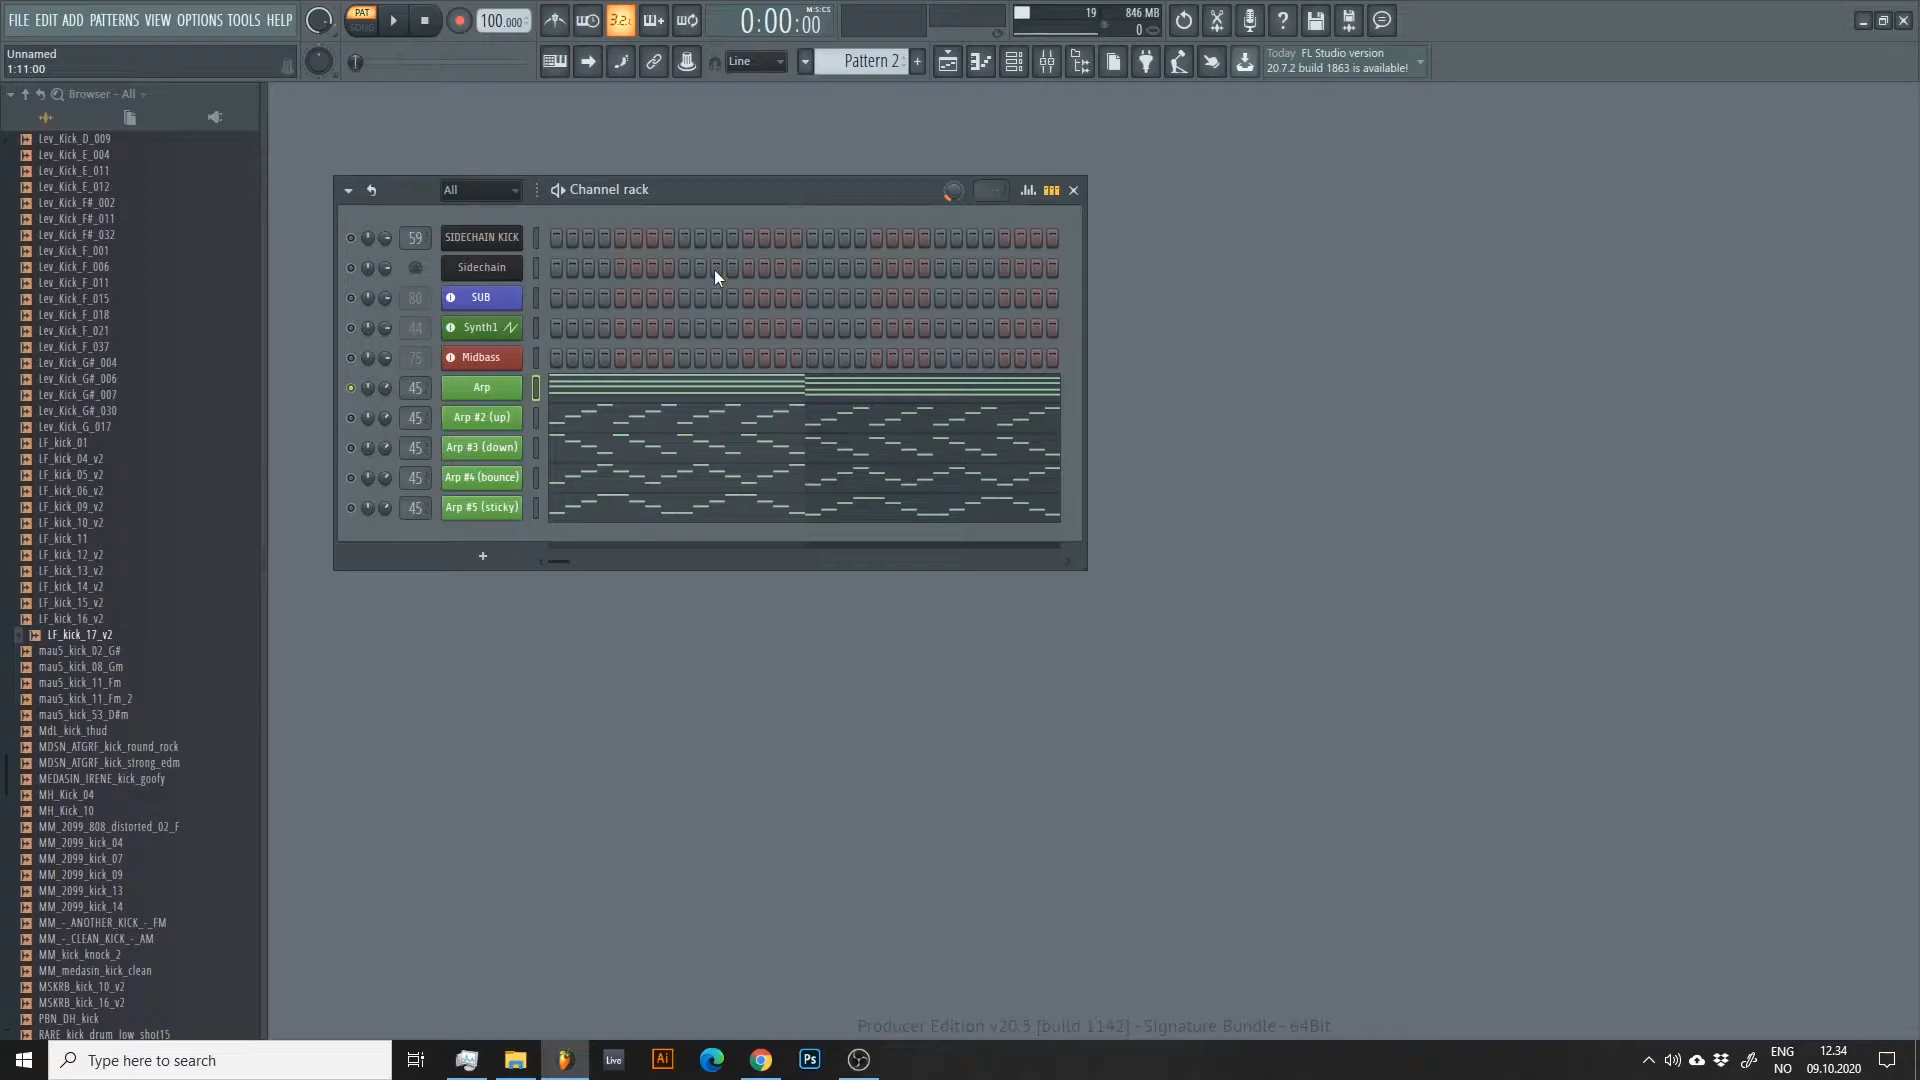 FILE EDIT ADD PATTERNS VIEW OPTIONS TOOLS HELP
PAT
SONG
100.000
3.2.
0:00:00
M:S:CS
19
846 MB
0
Unnamed
1:11:00
Line
Pattern 2
Today FL Studio version
20.7.2 build 1863 is available!
Browser - All
Lev_Kick_D_009
Lev_Kick_E_004
Lev_Kick_E_011
Lev_Kick_E_012
Lev_Kick_F#_002
Lev_Kick_F#_011
Lev_Kick_F#_032
Lev_Kick_F_001
Lev_Kick_F_006
Lev_Kick_F_011
Lev_Kick_F_015
Lev_Kick_F_018
Lev_Kick_F_021
Lev_Kick_F_037
Lev_Kick_G#_004
Lev_Kick_G#_006
Lev_Kick_G#_007
Lev_Kick_G#_030
Lev_Kick_G_017
LF_kick_01
LF_kick_04_v2
LF_kick_05_v2
LF_kick_06_v2
LF_kick_09_v2
LF_kick_10_v2
LF_kick_11
LF_kick_12_v2
LF_kick_13_v2
LF_kick_14_v2
LF_kick_15_v2
LF_kick_16_v2
LF_kick_17_v2
mau5_kick_02_G#
mau5_kick_08_Gm
mau5_kick_11_Fm
mau5_kick_11_Fm_2
mau5_kick_53_D#m
MdL_kick_thud
MDSN_ATGRF_kick_round_rock
MDSN_ATGRF_kick_strong_edm
MEDASIN_IRENE_kick_goofy
MH_Kick_04
MH_Kick_10
MM_2099_808_distorted_02_F
MM_2099_kick_04
MM_2099_kick_07
MM_2099_kick_09
MM_2099_kick_13
MM_2099_kick_14
MM_-_ANOTHER_KICK_-_FM
MM_-_CLEAN_KICK_-_AM
MM_kick_knock_2
MM_medasin_kick_clean
MSKRB_kick_10_v2
MSKRB_kick_16_v2
PBN_DH_kick
RARE_kick_drum_low_shot15
All
Channel rack
59 SIDECHAIN KICK
Sidechain
80 SUB
44 Synth1
75 Midbass
45 Arp
45 Arp #2 (up)
45 Arp #3 (down)
45 Arp #4 (bounce)
45 Arp #5 (sticky)
+
Producer Edition v20.5 [build 1142] - Signature Bundle - 64Bit
Type here to search
Live
Ai
Ps
ENG
NO
12.34
09.10.2020